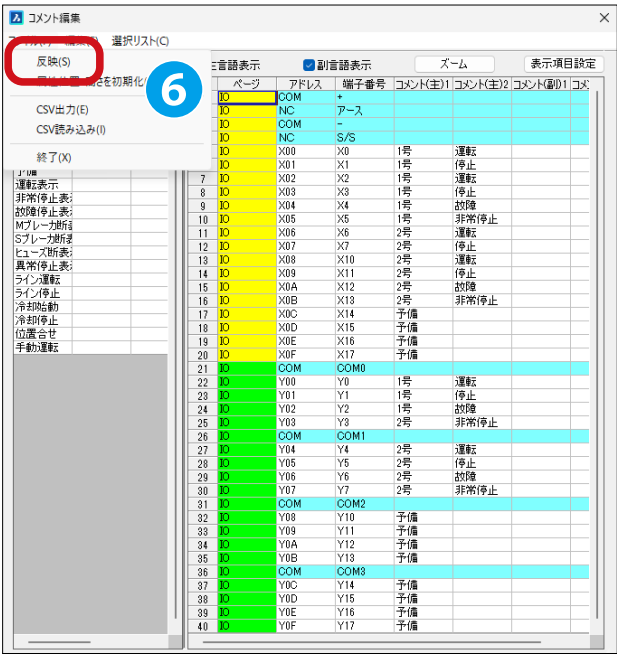 コメント編集
選択リスト(C)
反映(S)
さを初期化
CSV出力(E)
CSV読み込み(I)
終了(X)
6
言語表示
副言語表示
ズーム
表示項目設定
ページ アドレス 端子番号 コメント(主)1 コメント(主)2 コメント(副)1
IO COM +
IO NC アース
IO COM -
IO NC S/S
IO X00 X0 1号 運転
IO X01 X1 1号 停止
7 IO X02 X2 1号 運転
8 IO X03 X3 1号 停止
9 IO X04 X4 1号 故障
10 IO X05 X5 1号 非常停止
11 IO X06 X6 2号 運転
12 IO X07 X7 2号 停止
13 IO X08 X10 2号 運転
14 IO X09 X11 2号 停止
15 IO X0A X12 2号 故障
16 IO X0B X13 2号 非常停止
17 IO X0C X14 予備
18 IO X0D X15 予備
19 IO X0E X16 予備
20 IO X0F X17 予備
21 IO COM COM0
22 IO Y00 Y0 1号 運転
23 IO Y01 Y1 1号 停止
24 IO Y02 Y2 1号 故障
25 IO Y03 Y3 2号 非常停止
26 IO COM COM1
27 IO Y04 Y4 2号 運転
28 IO Y05 Y5 2号 停止
29 IO Y06 Y6 2号 故障
30 IO Y07 Y7 2号 非常停止
31 IO COM COM2
32 IO Y08 Y10 予備
33 IO Y09 Y11 予備
34 IO Y0A Y12 予備
35 IO Y0B Y13 予備
36 IO COM COM3
37 IO Y0C Y14 予備
38 IO Y0D Y15 予備
39 IO Y0E Y16 予備
40 IO Y0F Y17 予備
運転表示
非常停止表
故障停止表
Mブレーカ断
Sブレーカ断
ヒューズ断表
異常停止表
ライン運転
ライン停止
冷却始動
冷却停止
位置合せ
手動運転